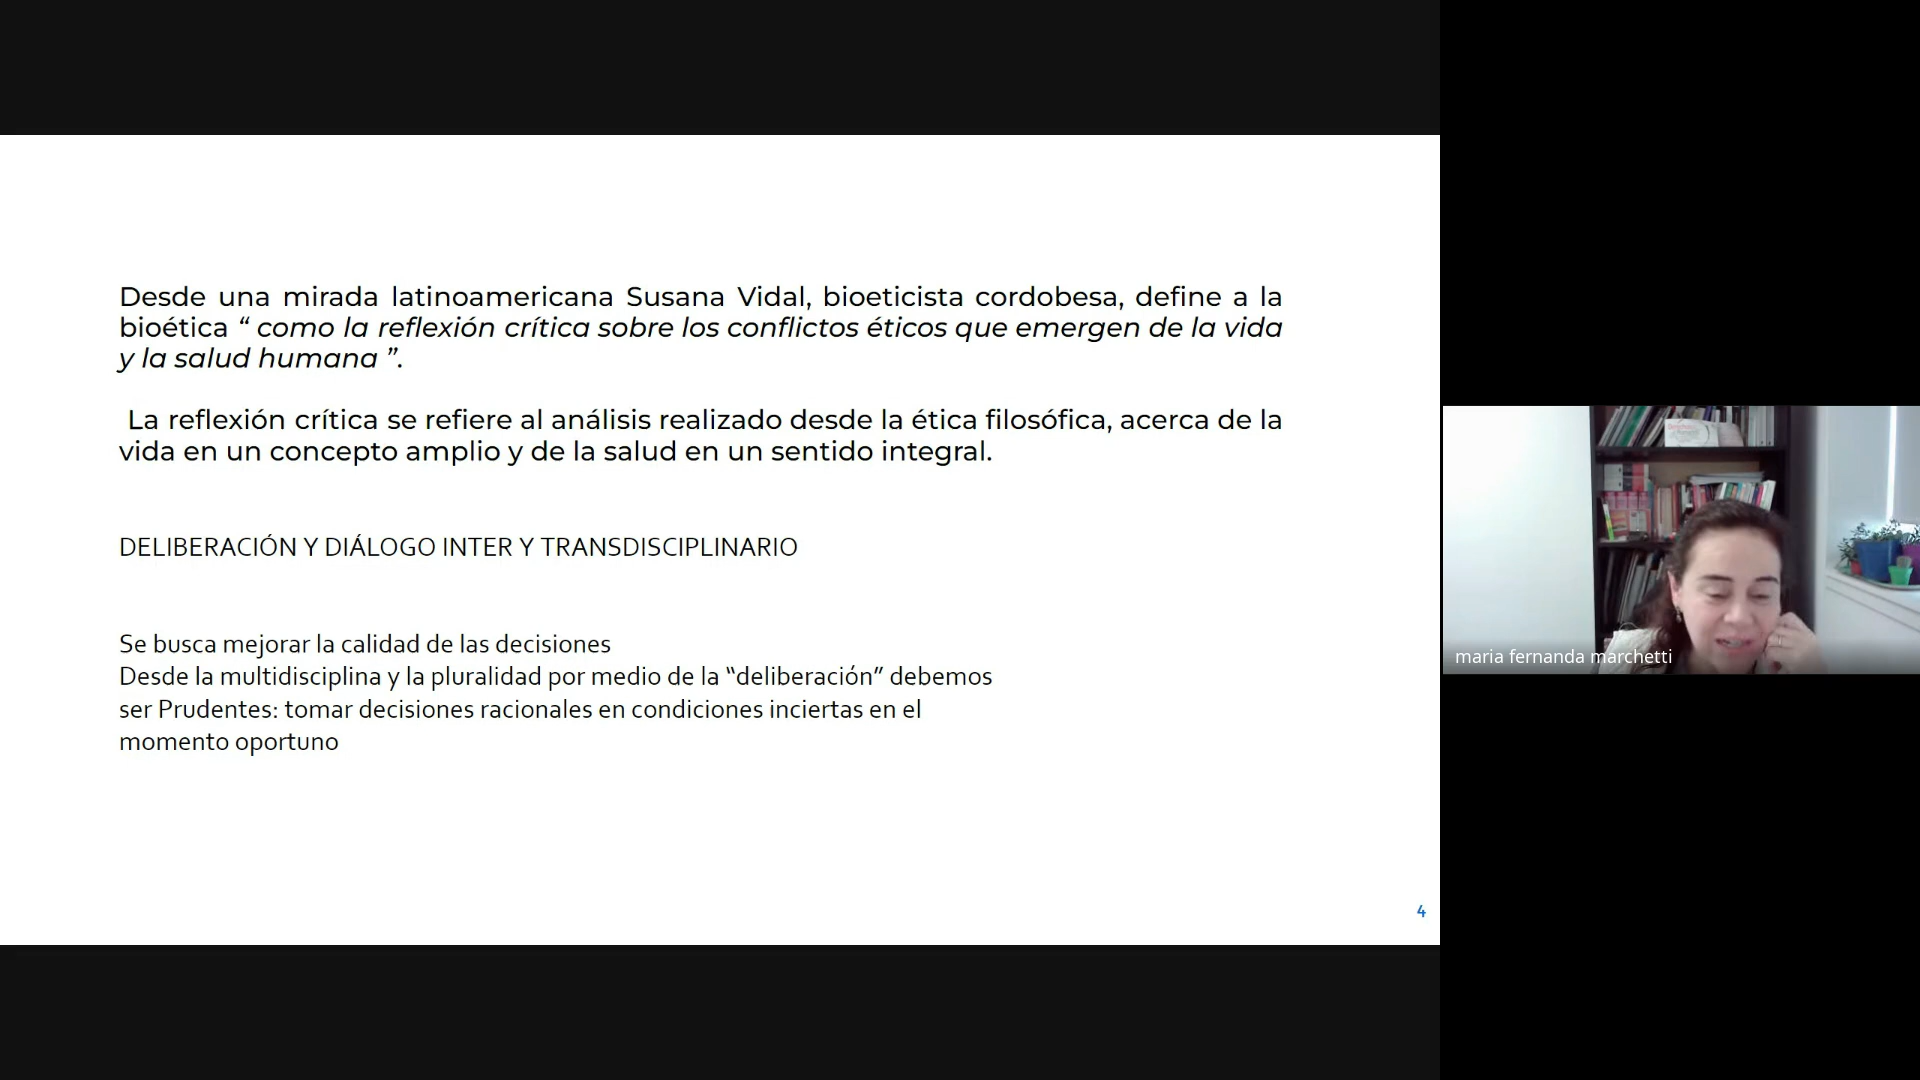 Desde una mirada latinoamericana Susana Vidal, bioeticista cordobesa, define a la
bioética “ como la reflexión crítica sobre los conflictos éticos que emergen de la vida
y la salud humana ”.
La reflexión crítica se refiere al análisis realizado desde la ética filosófica, acerca de la
vida en un concepto amplio y de la salud en un sentido integral.
DELIBERACIÓN Y DIÁLOGO INTER Y TRANSDISCIPLINARIO
Se busca mejorar la calidad de las decisiones
Desde la multidisciplina y la pluralidad por medio de la “deliberación” debemos
ser Prudentes: tomar decisiones racionales en condiciones inciertas en el
momento oportuno
4
maria fernanda marchetti